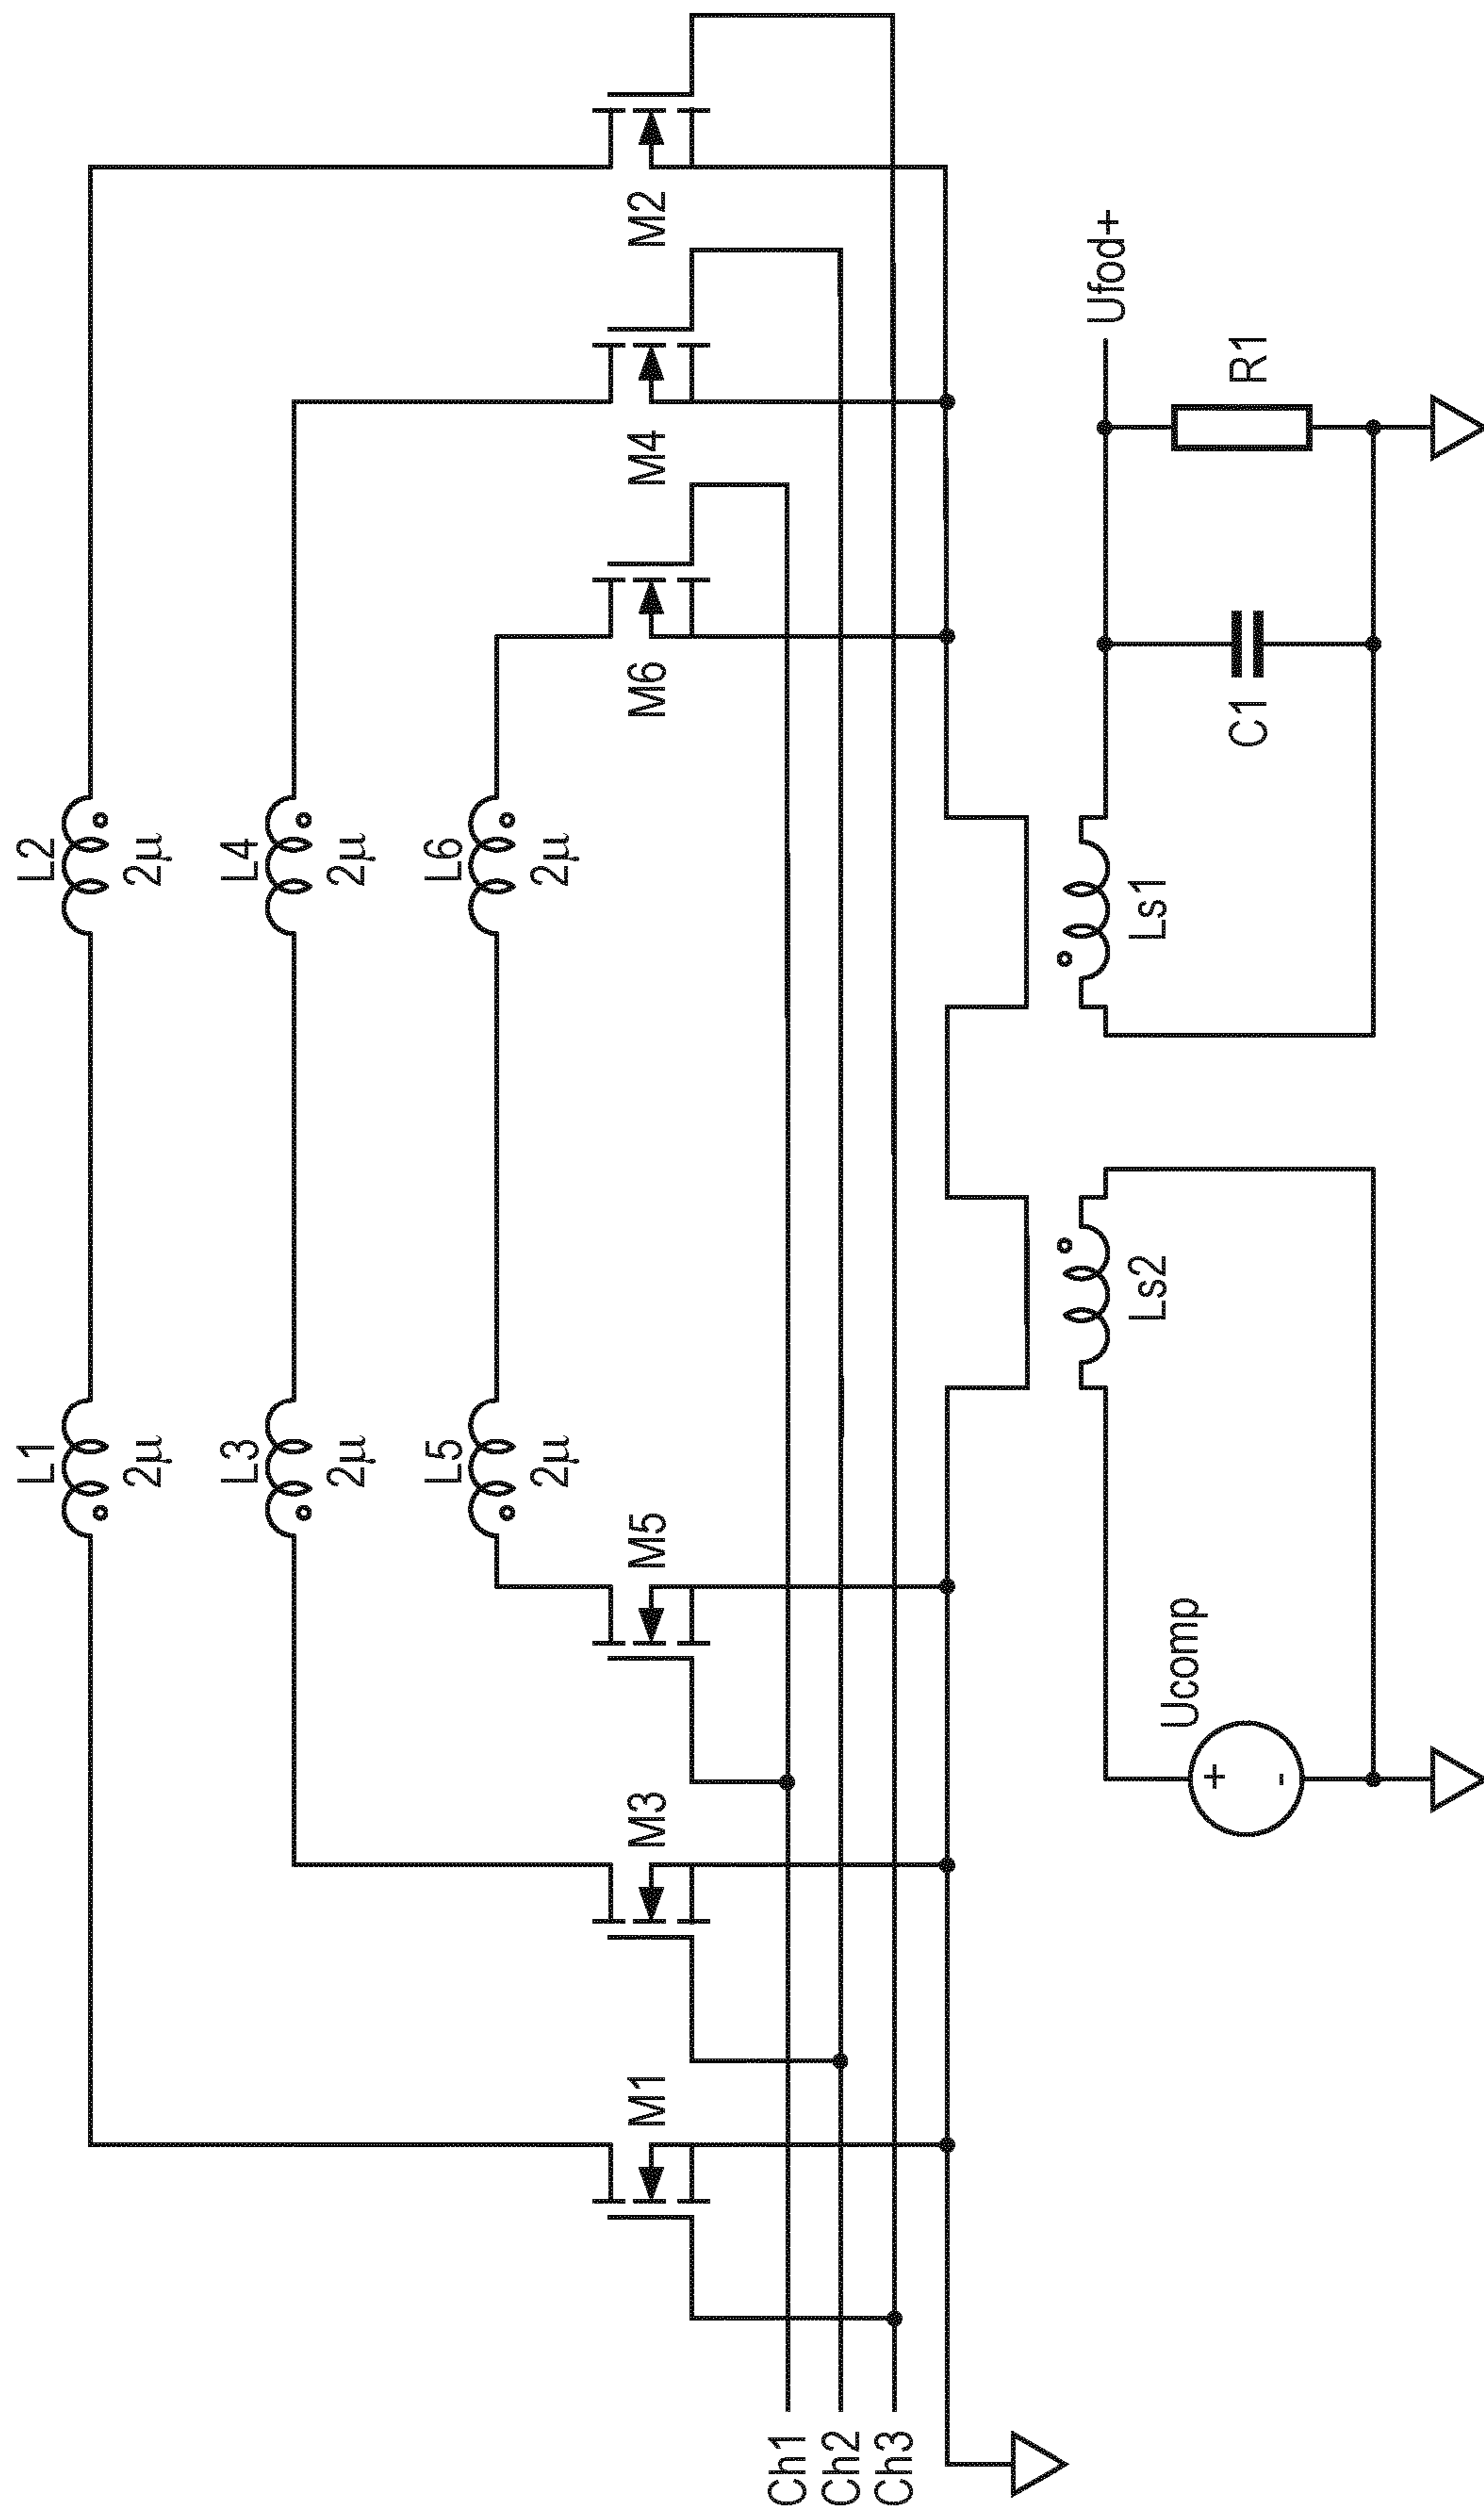 L1
2µ
L2
2µ
L3
2µ
L4
2µ
L5
2µ
L6
2µ
M1
M3
M5
M6
M4
M2
Ch1
Ch2
Ch3
Ls2
Ls1
Ucomp
+
-
Ufod+
C1
R1